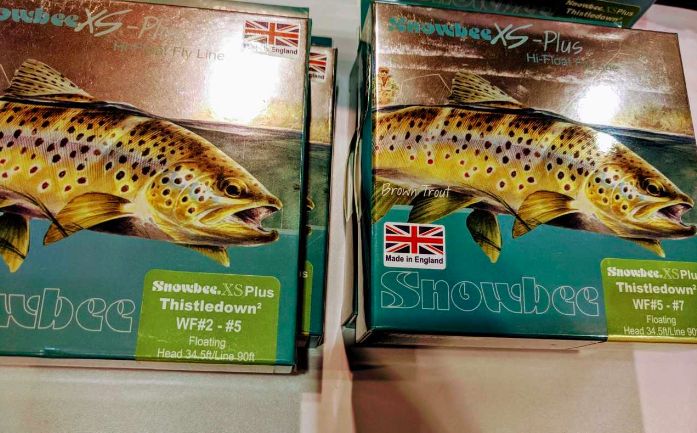 Snowbee XS-Plus
Hi-Float Fly Line
England
Snowbee
Snowbee XS Plus
Thistledown²
WF#2 - #5
Floating
Head 34.5ft/Line 90ft
Thistledown²
Snowbee XS-Plus
Hi-Float
Brown Trout
Made in England
Snowbee
Snowbee XS Plus
Thistledown²
WF#5 - #7
Floating
Head 34.5ft/Line 90ft